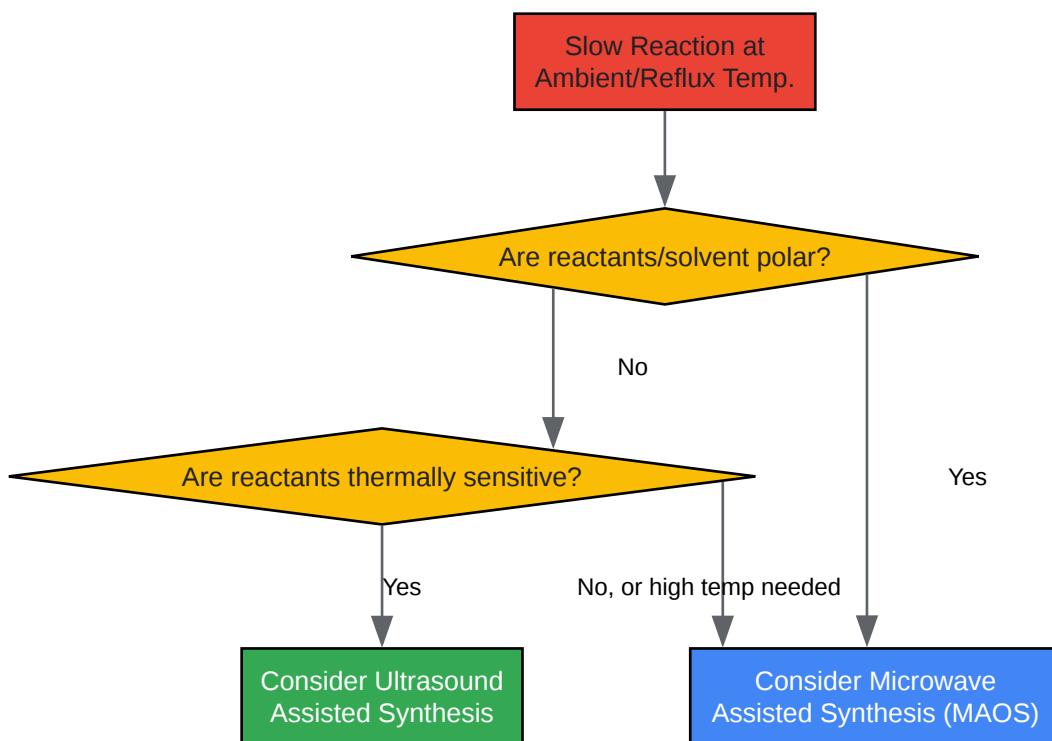 Slow Reaction at
Ambient/Reflux Temp.
Are reactants/solvent polar?
No
Are reactants thermally sensitive?
Yes
Yes
No, or high temp needed
Consider Ultrasound
Assisted Synthesis
Consider Microwave
Assisted Synthesis (MAOS)